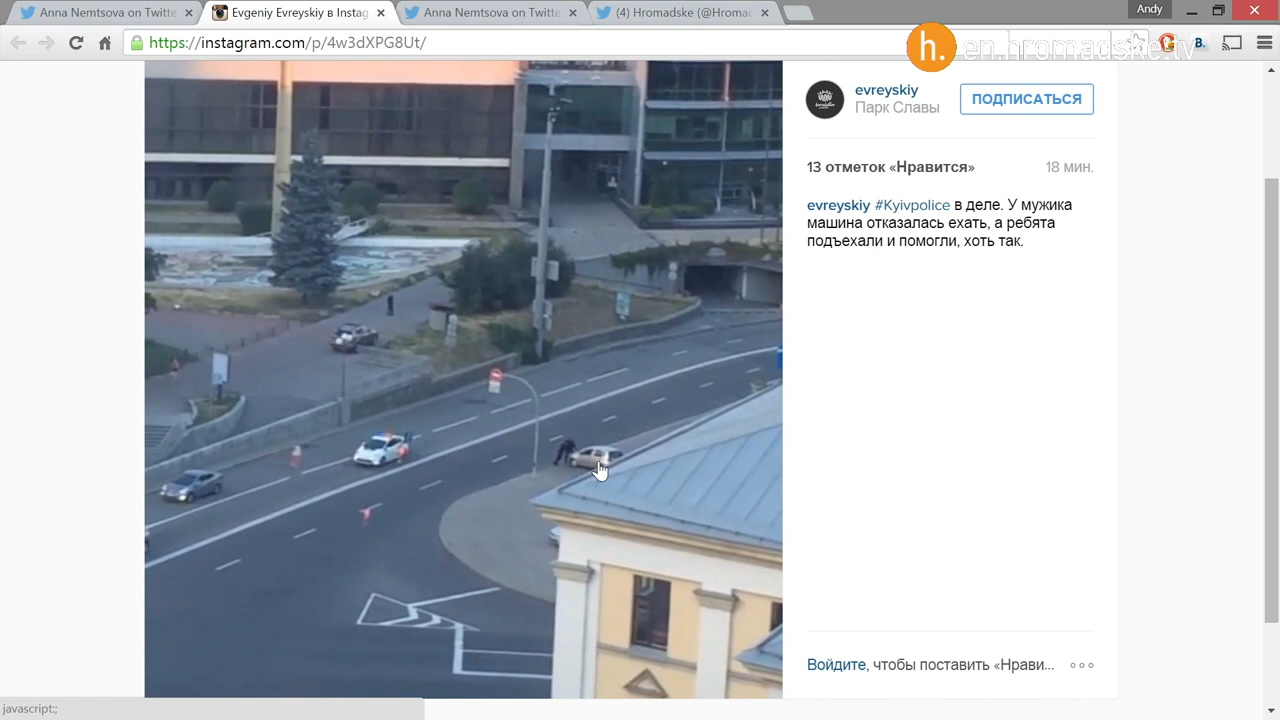 Andy
Anna Nemtsova on Twitte
Evgeniy Evreyskiy в Instag
Anna Nemtsova on Twitte
(4) Hromadske (@Hromad
https://instagram.com/p/4w3dXPG8Ut/
h. en.hromadske.tv
evreyskiy
Парк Славы
ПОДПИСАТЬСЯ
13 отметок «Нравится»
18 мин.
evreyskiy #Kyivpolice в деле. У мужика
машина отказалась ехать, а ребята
подъехали и помогли, хоть так.
Войдите, чтобы поставить «Нрави...
javascript:;